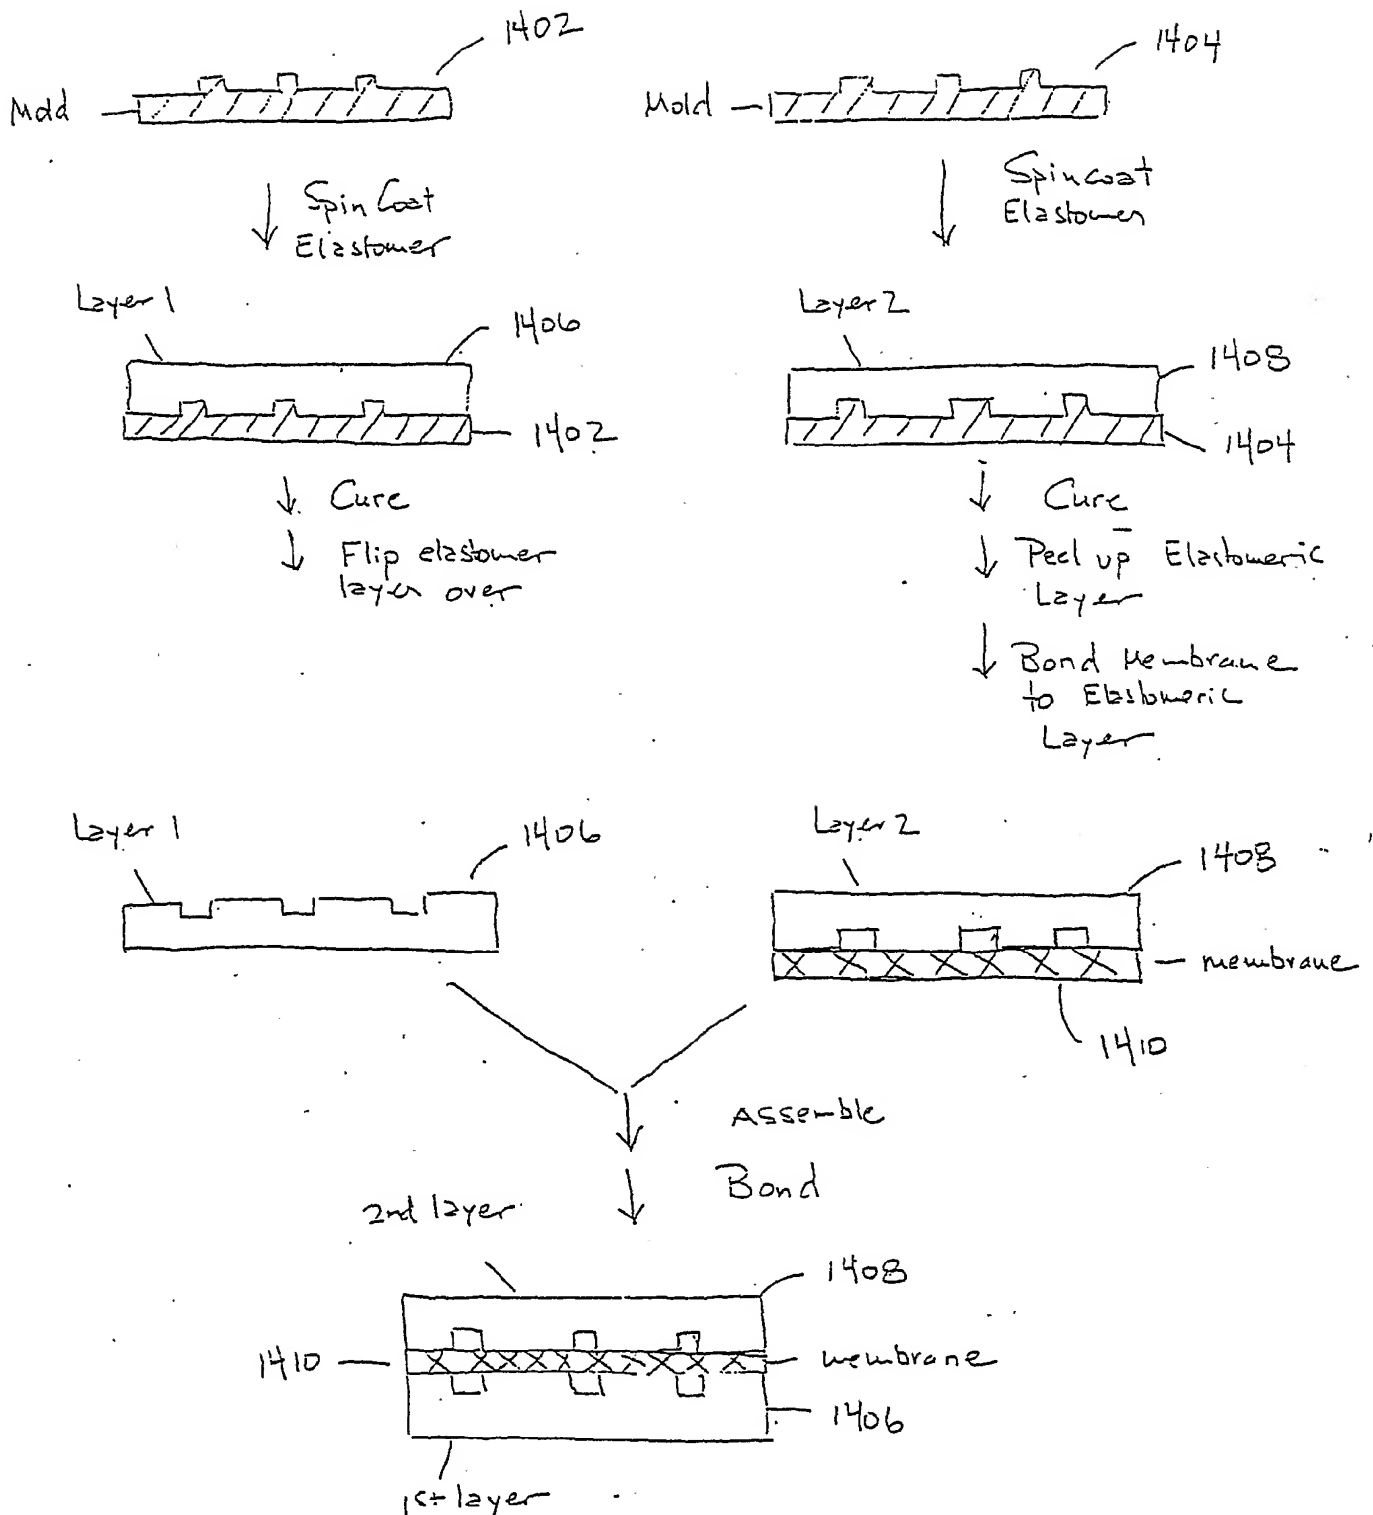 1402
Mold
1404
Mold
Spin Coat
Elastomer
Spin coat
Elastomer
Layer 1
1406
1402
Layer 2
1408
1404
Cure
Flip elastomer
layer over
Cure
Peel up Elastomeric
Layer
Bond Membrane
to Elastomeric
Layer
Layer 1
1406
Layer 2
1408
membrane
1410
Assemble
Bond
2nd layer
1408
1410
membrane
1406
1st layer